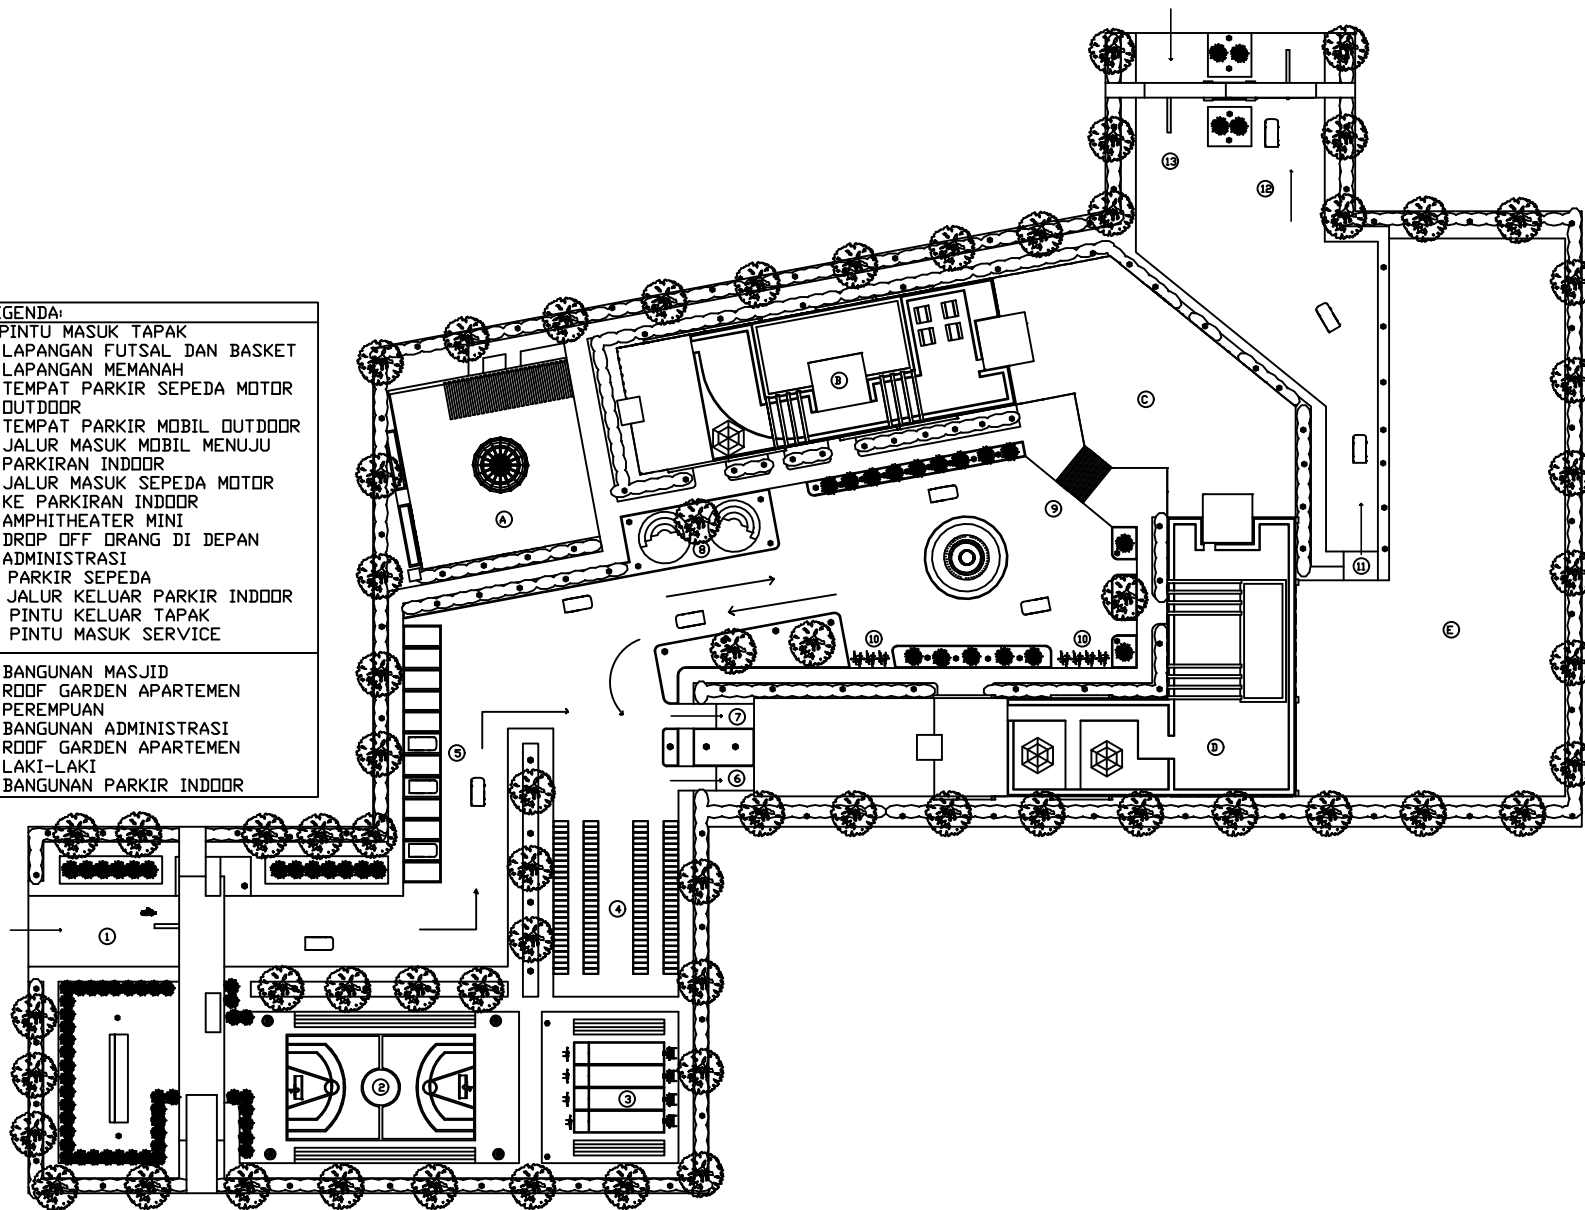 EGENDA:
PINTU MASUK TAPAK
LAPANGAN FUTSAL DAN BASKET
LAPANGAN MEMANAH
TEMPAT PARKIR SEPEDA MOTOR
OUTDOOR
TEMPAT PARKIR MOBIL OUTDOOR
JALUR MASUK MOBIL MENUJU
PARKIRAN INDOOR
JALUR MASUK SEPEDA MOTOR
KE PARKIRAN INDOOR
AMPHITHEATER MINI
DROP OFF ORANG DI DEPAN
ADMINISTRASI
PARKIR SEPEDA
JALUR KELUAR PARKIR INDOOR
PINTU KELUAR TAPAK
PINTU MASUK SERVICE
BANGUNAN MASJID
ROOF GARDEN APARTEMEN
PEREMPUAN
BANGUNAN ADMINISTRASI
ROOF GARDEN APARTEMEN
LAKI-LAKI
BANGUNAN PARKIR INDOOR
13
12
B
C
9
A
8
11
E
10
10
7
5
D
6
4
1
2
3